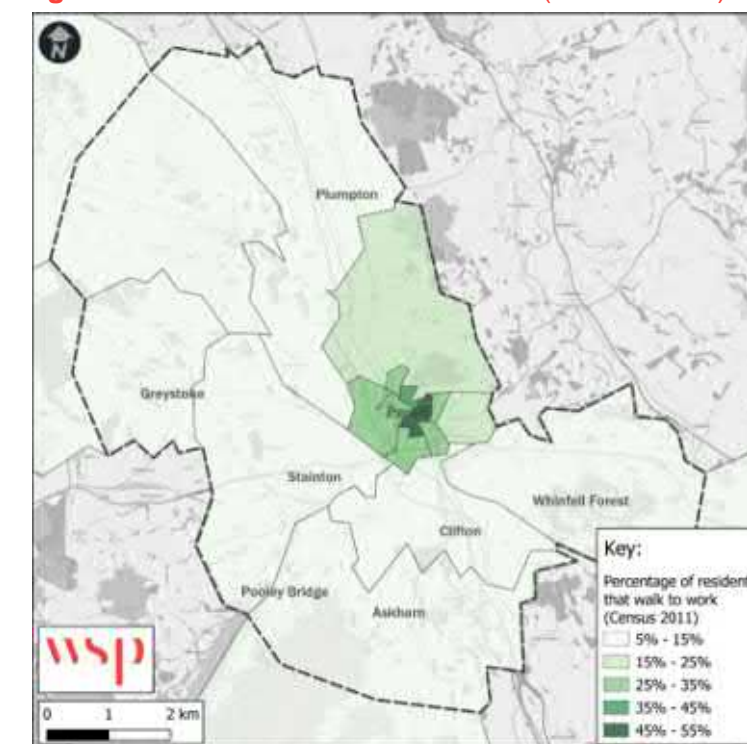 N
Plumpton
Greystoke
Stainton
Whinfell Forest
Clifton
Pooley Bridge
Askham
Key:
Percentage of resident
that walk to work
(Census 2011)
5% - 15%
15% - 25%
25% - 35%
35% - 45%
45% - 55%
wsp
0 1 2 km